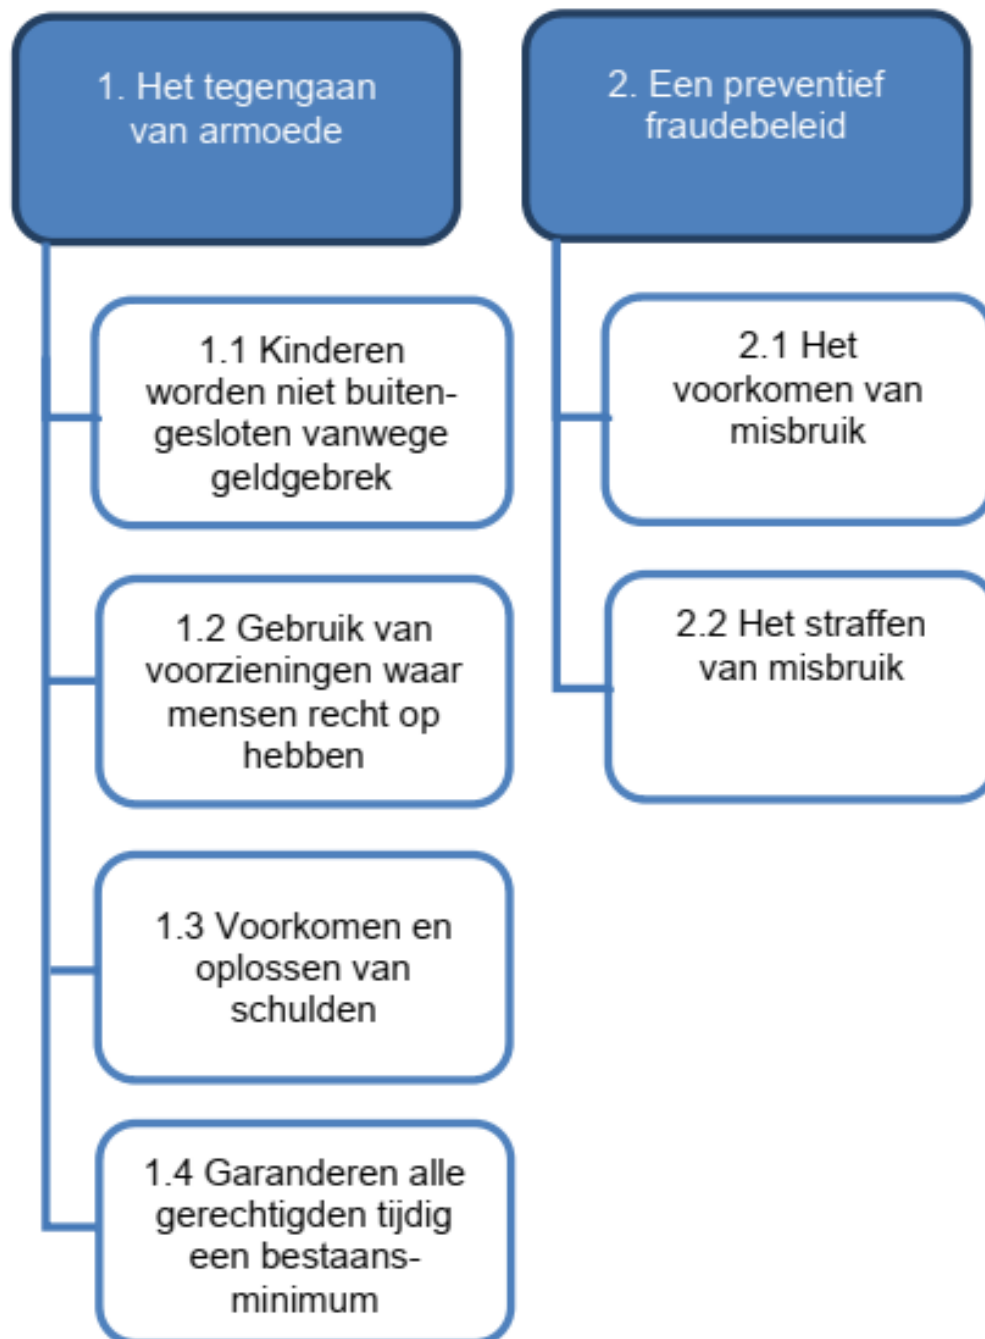 1. Het tegengaan
van armoede
1.1 Kinderen
worden niet buiten-
gesloten vanwege
geldgebrek
1.2 Gebruik van
voorzieningen waar
mensen recht op
hebben
1.3 Voorkomen en
oplossen van
schulden
1.4 Garanderen alle
gerechtigden tijdig
een bestaans-
minimum
2. Een preventief
fraudebeleid
2.1 Het
voorkomen van
misbruik
2.2 Het straffen
van misbruik